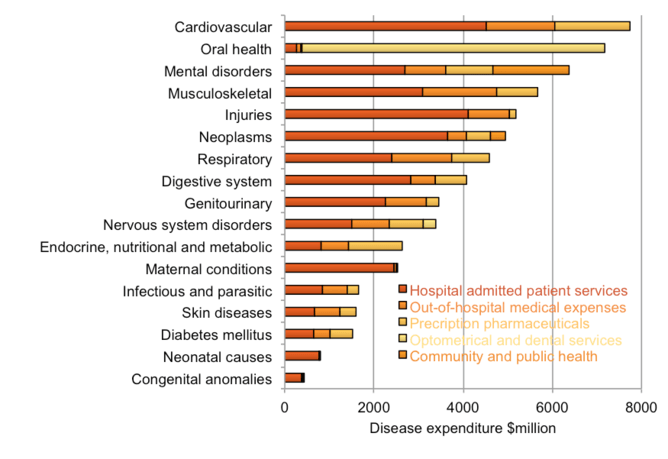 Cardiovascular
Oral health
Mental disorders
Musculoskeletal
Injuries
Neoplasms
Respiratory
Digestive system
Genitourinary
Nervous system disorders
Endocrine, nutritional and metabolic
Maternal conditions
Infectious and parasitic
Skin diseases
Diabetes mellitus
Neonatal causes
Congenital anomalies
Hospital admitted patient services
Out-of-hospital medical expenses
Precription pharmaceuticals
Optometrical and dental services
Community and public health
0 2000 4000 6000 8000
Disease expenditure $million